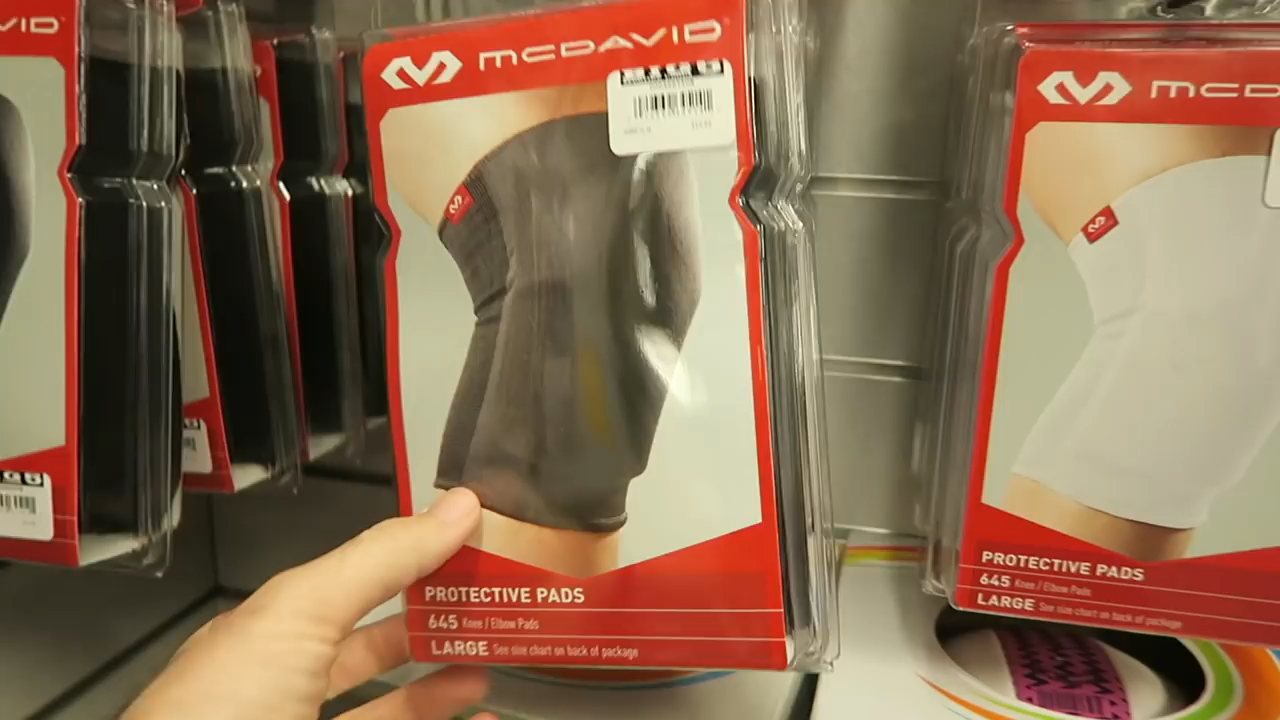 MCDAVID
PROTECTIVE PADS
645 Knee / Elbow Pads
LARGE See size chart on back of package
MCD
PROTECTIVE PADS
645 Knee / Elbow Pads
LARGE See size chart on back of package
VID